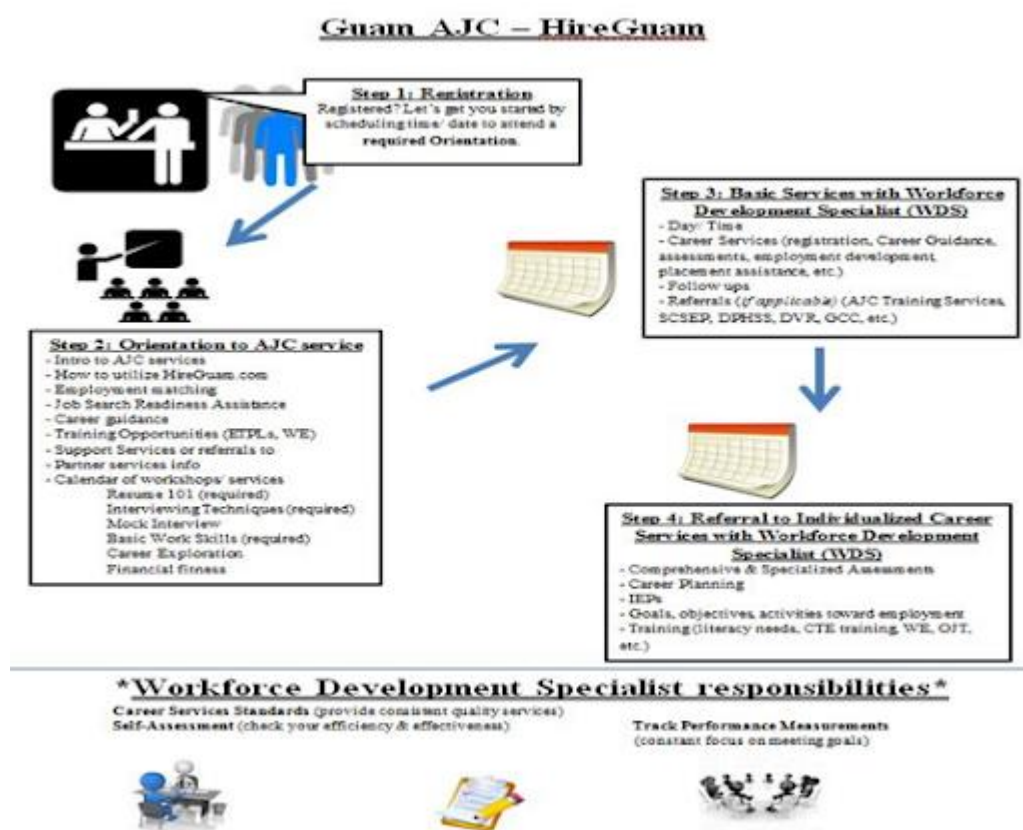 Guam AJC – HireGuam
Step 1: Registration
Registered? Let's get you started by
scheduling time/ date to attend a
required Orientation.
Step 2: Orientation to AJC service
- Intro to AJC services
- How to utilize HireGuam.com
- Employment matching
- Job Search Readiness Assistance
- Career guidance
- Training Opportunities (ETPLs, WE)
- Support Services or referrals to
- Partner services info
- Calendar of workshops/ services
Resume 101 (required)
Interviewing Techniques (required)
Mock Interview
Basic Work Skills (required)
Career Exploration
Financial fitness
Step 3: Basic Services with Workforce
Development Specialist (WDS)
- Day/ Time
- Career Services (registration, Career Guidance,
assessments, employment development,
placement assistance, etc.)
- Follow ups
- Referrals (if applicable) (AJC Training Services,
SCSEP, DPHSS, DVR, GCC, etc.)
Step 4: Referral to Individualized Career
Services with Workforce Development
Specialist (WDS)
- Comprehensive & Specialized Assessments
- Career Planning
- IEPs
- Goals, objectives, activities toward employment
- Training (literacy needs, CTE training, WE, OJT,
etc.)
*Workforce Development Specialist responsibilities*
Career Services Standards (provide consistent quality services)
Self-Assessment (check your efficiency & effectiveness)
Track Performance Measurements
(constant focus on meeting goals)